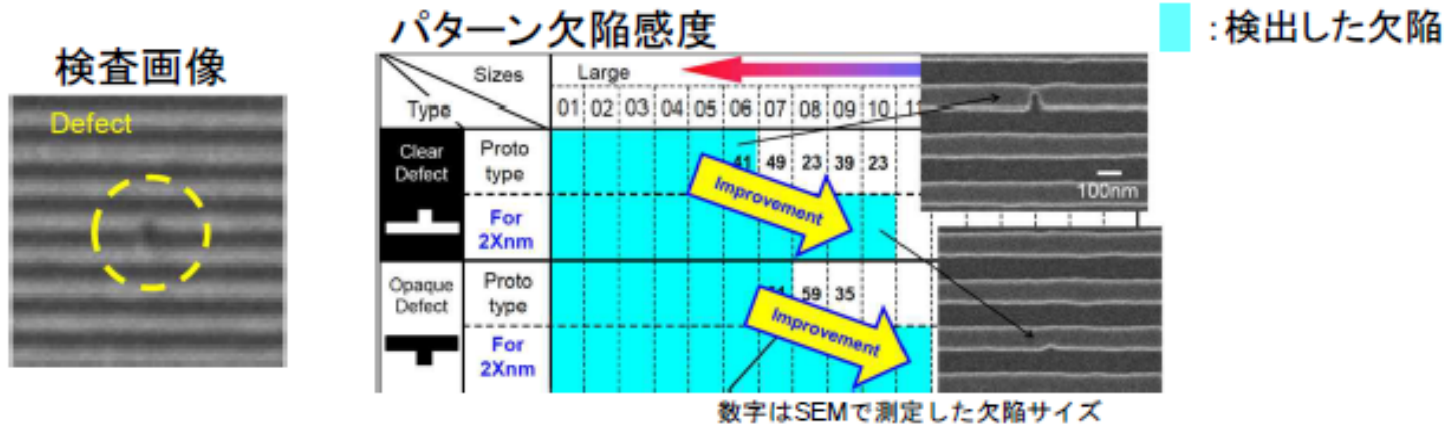 パターン欠陥感度
:検出した欠陥
検査画像
Defect
Sizes
Type
Large
01 02 03 04 05 06 07 08 09 10
Clear Defect
Proto type
41 49 23 39 23
Improvement
For 2Xnm
100nm
Opaque Defect
Proto type
59 35
Improvement
For 2Xnm
数字はSEMで測定した欠陥サイズ